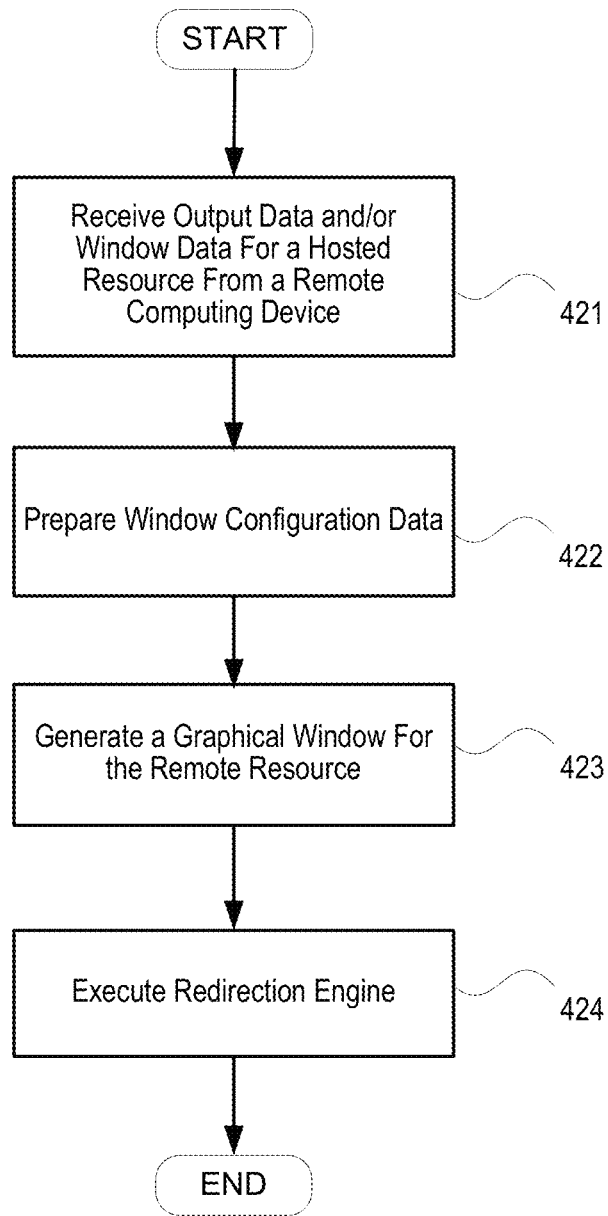 START
Receive Output Data and/or
Window Data For a Hosted
Resource From a Remote
Computing Device
421
Prepare Window Configuration Data
422
Generate a Graphical Window For
the Remote Resource
423
Execute Redirection Engine
424
END